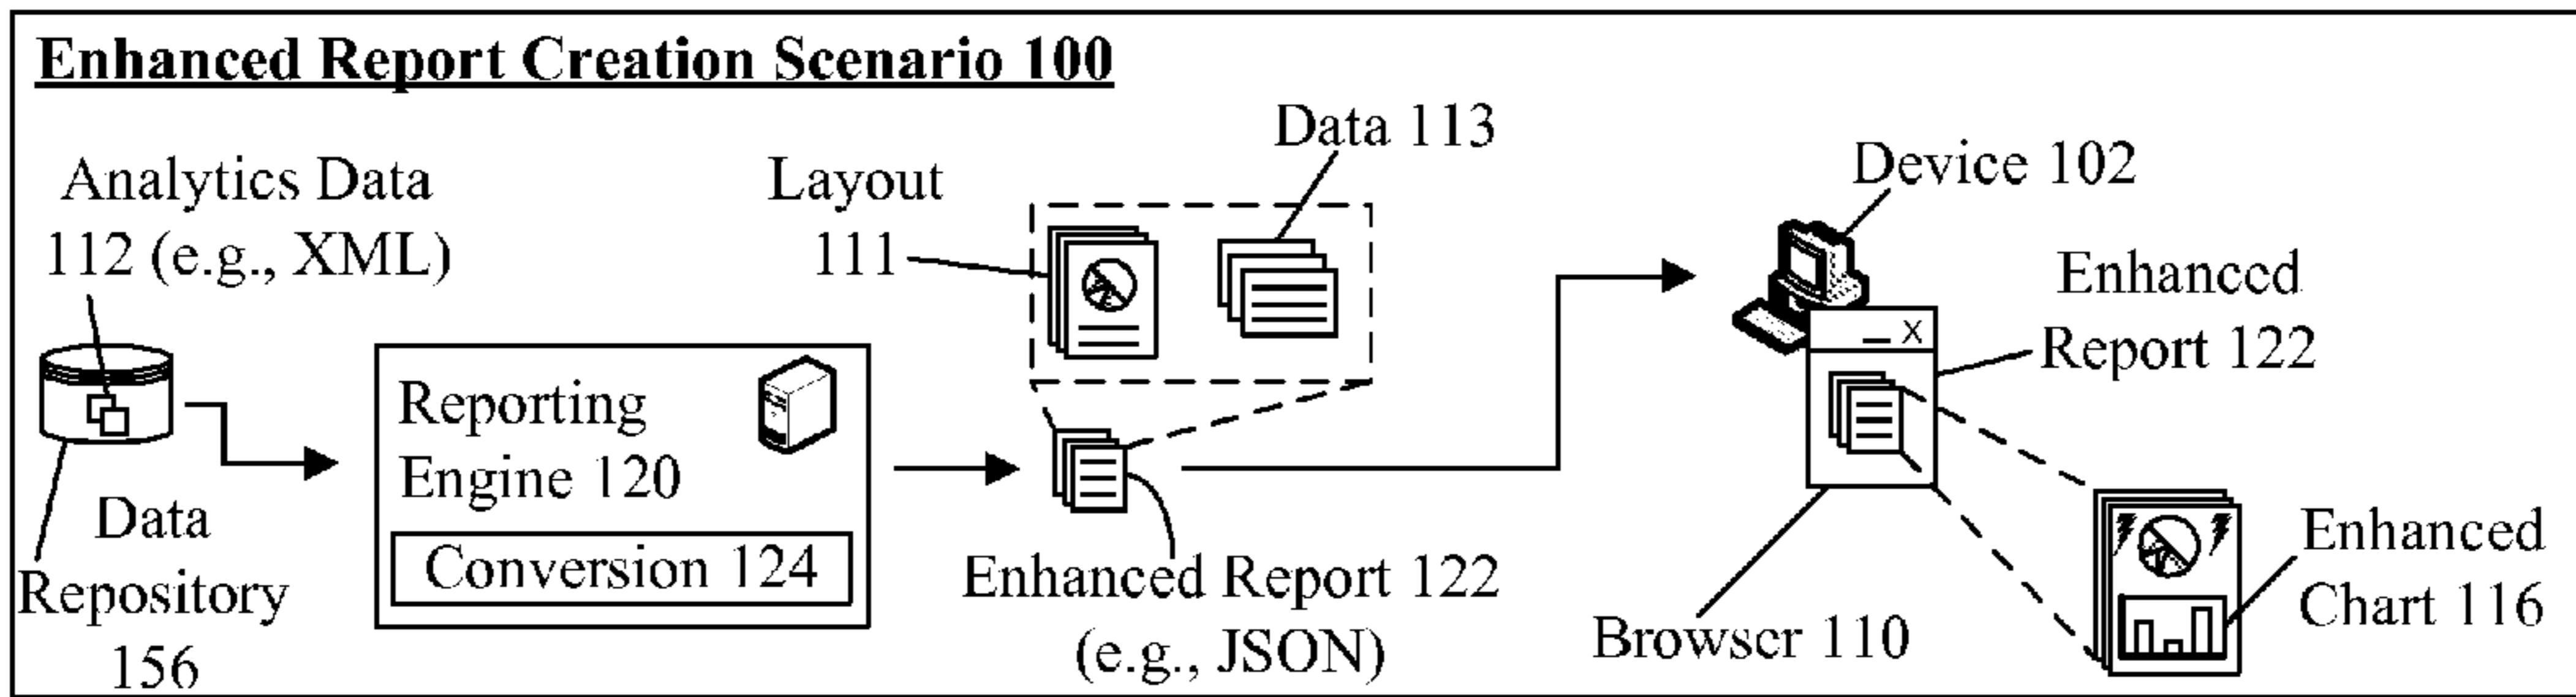 Enhanced Report Creation Scenario 100
Analytics Data
112 (e.g., XML)
Data
Repository
156
Reporting
Engine 120
Conversion 124
Layout
111
Data 113
Enhanced Report 122
(e.g., JSON)
Device 102
X
Enhanced
Report 122
Browser 110
Enhanced
Chart 116